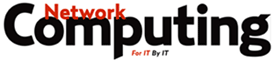 Network
Computing
For IT By IT